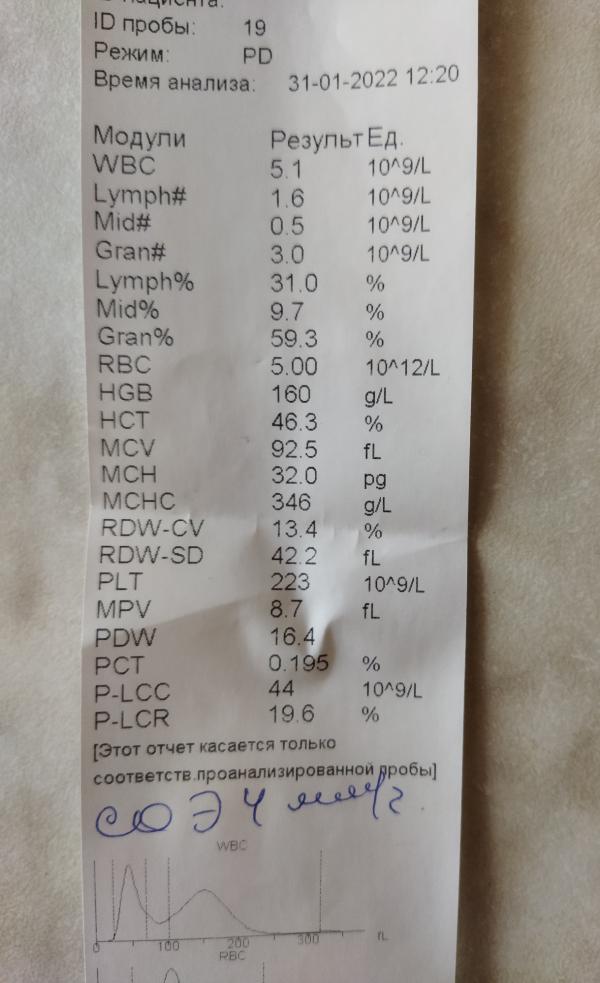 ID пациента:
ID пробы: 19
Режим: PD
Время анализа: 31-01-2022 12:20
Модули Результ Ед.
WBC 5.1 10^9/L
Lymph# 1.6 10^9/L
Mid# 0.5 10^9/L
Gran# 3.0 10^9/L
Lymph% 31.0 %
Mid% 9.7 %
Gran% 59.3 %
RBC 5.00 10^12/L
HGB 160 g/L
HCT 46.3 %
MCV 92.5 fL
MCH 32.0 pg
MCHC 346 g/L
RDW-CV 13.4 %
RDW-SD 42.2 fL
PLT 223 10^9/L
MPV 8.7 fL
PDW 16.4
PCT 0.195 %
P-LCC 44 10^9/L
P-LCR 19.6 %
[Этот отчет касается только
соответств.проанализированной пробы]
СОЭ 4 мм/г
WBC
0 100 200 300 fL
RBC